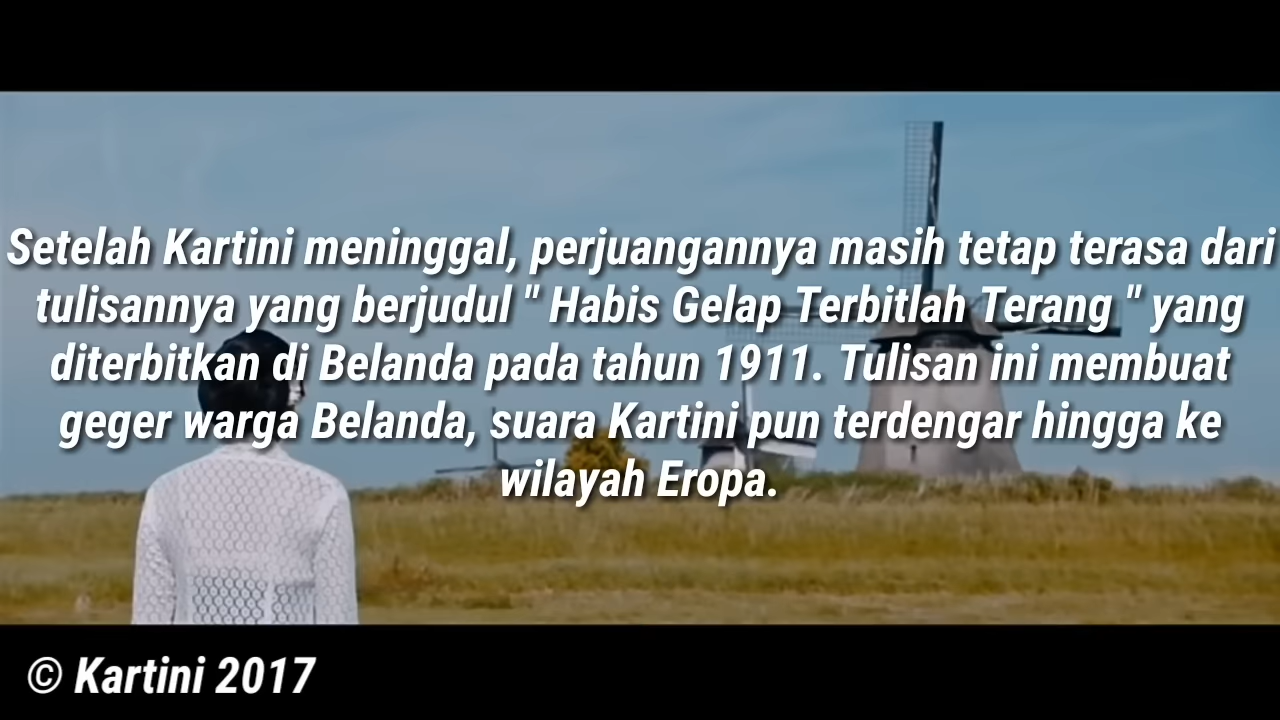 Setelah Kartini meninggal, perjuangannya masih tetap terasa dari
tulisannya yang berjudul " Habis Gelap Terbitlah Terang " yang
diterbitkan di Belanda pada tahun 1911. Tulisan ini membuat
geger warga Belanda, suara Kartini pun terdengar hingga ke
wilayah Eropa.
© Kartini 2017